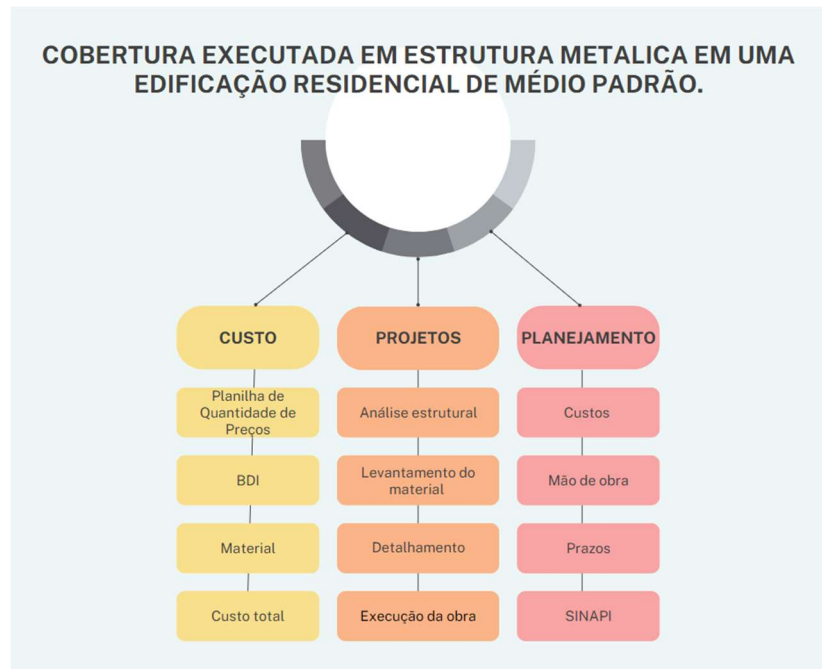 COBERTURA EXECUTADA EM ESTRUTURA METALICA EM UMA
EDIFICAÇÃO RESIDENCIAL DE MÉDIO PADRÃO.
CUSTO
Planilha de
Quantidade de
Preços
BDI
Material
Custo total
PROJETOS
Análise estrutural
Levantamento do
material
Detalhamento
Execução da obra
PLANEJAMENTO
Custos
Mão de obra
Prazos
SINAPI